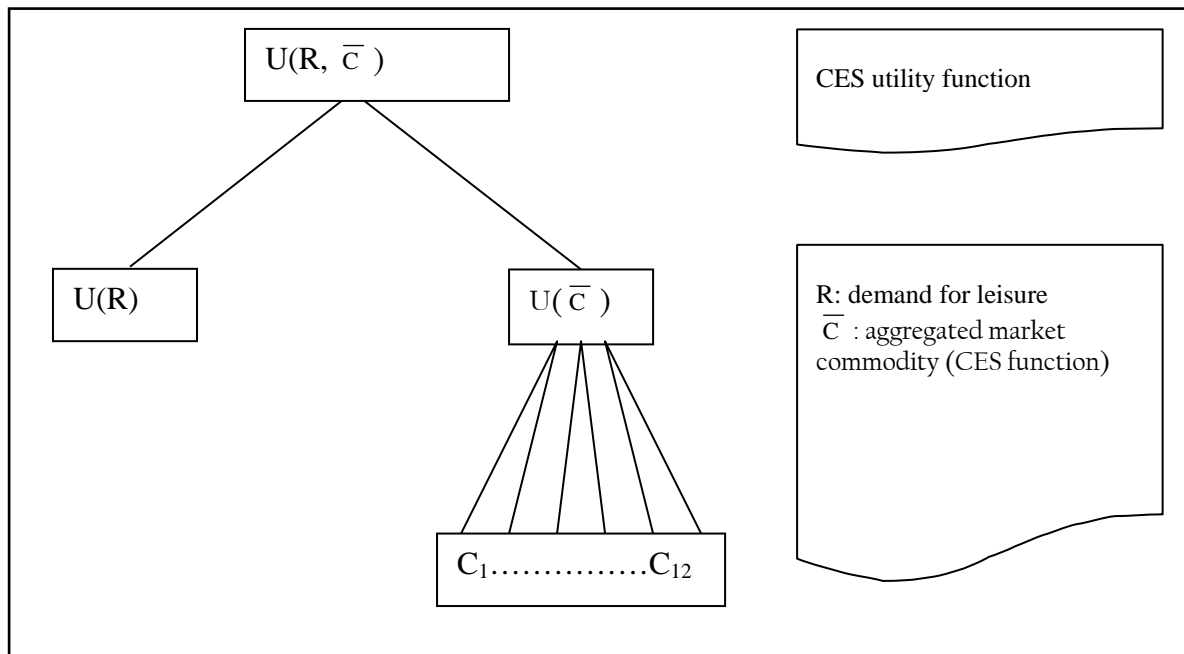 U(R, C̅ )
CES utility function
U(R)
U( C̅ )
R: demand for leisure
C̅ : aggregated market
commodity (CES function)
C₁……………C₁₂